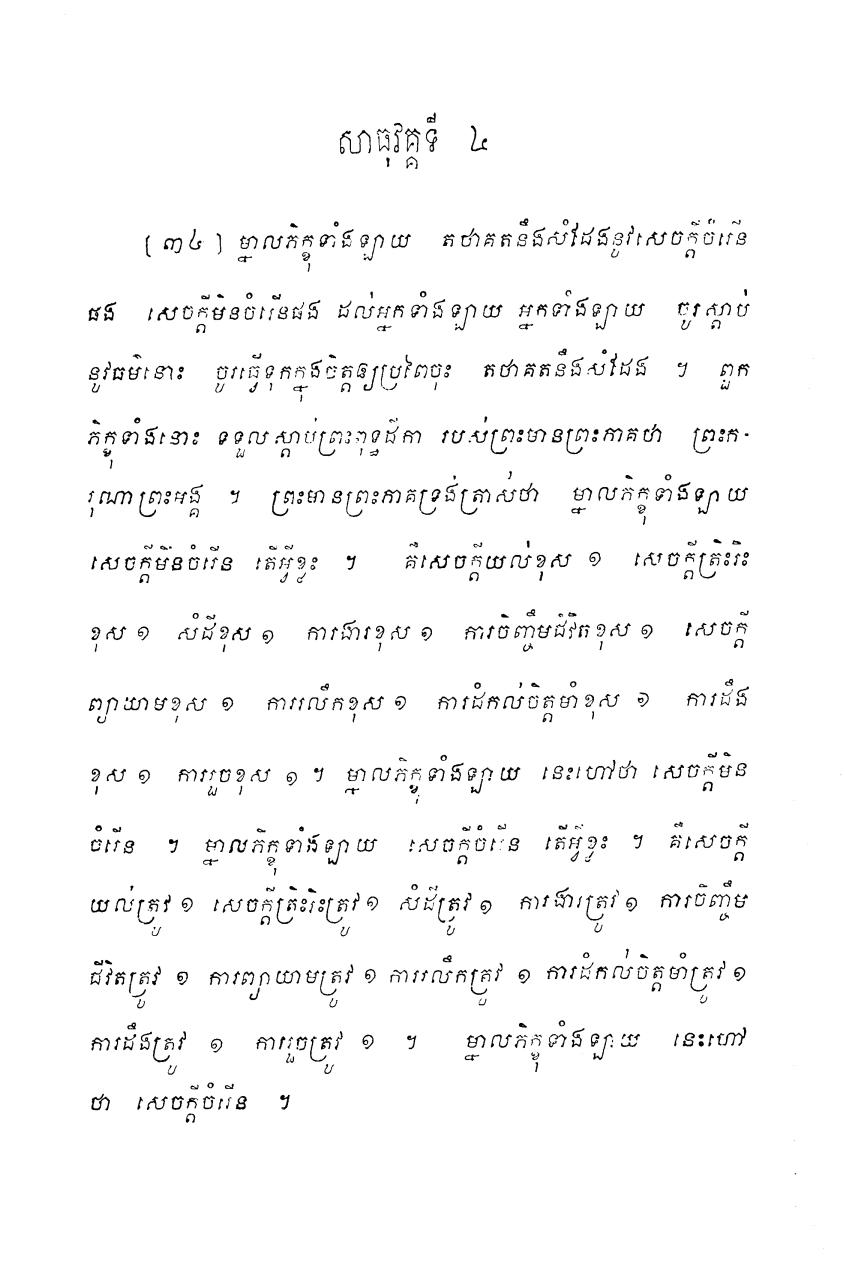 សាធុវគ្គទី ៤
[៣៤] ម្នាលភិក្ខុទាំងឡាយ តថាគតនឹងសំដែងនូវសេចក្តីចំរើន
ផង សេចក្តីមិនចំរើនផង ដល់អ្នកទាំងឡាយ អ្នកទាំងឡាយ ចូរស្តាប់
នូវធម៌នោះ ចូរធ្វើទុកក្នុងចិត្តឲ្យប្រពៃចុះ តថាគតនឹងសំដែង ។ ពួក
ភិក្ខុទាំងនោះ ទទួលស្តាប់ព្រះពុទ្ធដីកា របស់ព្រះមានព្រះភាគថា ព្រះក-
រុណាព្រះអង្គ ។ ព្រះមានព្រះភាគទ្រង់ត្រាស់ថា ម្នាលភិក្ខុទាំងឡាយ
សេចក្តីមិនចំរើន តើអ្វីខ្លះ ។ គឺសេចក្តីយល់ខុស ១ សេចក្តីត្រិះរិះ
ខុស ១ សំដីខុស ១ ការងារខុស ១ ការចិញ្ចឹមជីវិតខុស ១ សេចក្តី
ព្យាយាមខុស ១ ការរលឹកខុស ១ ការដំកល់ចិត្តមាំខុស ១ ការដឹង
ខុស ១ ការរួចខុស ១ ។ ម្នាលភិក្ខុទាំងឡាយ នេះហៅថា សេចក្តីមិន
ចំរើន ។ ម្នាលភិក្ខុទាំងឡាយ សេចក្តីចំរើន តើអ្វីខ្លះ ។ គឺសេចក្តី
យល់ត្រូវ ១ សេចក្តីត្រិះរិះត្រូវ ១ សំដីត្រូវ ១ ការងារត្រូវ ១ ការចិញ្ចឹម
ជីវិតត្រូវ ១ ការព្យាយាមត្រូវ ១ ការរលឹកត្រូវ ១ ការដំកល់ចិត្តមាំត្រូវ ១
ការដឹងត្រូវ ១ ការរួចត្រូវ ១ ។ ម្នាលភិក្ខុទាំងឡាយ នេះហៅ
ថា សេចក្តីចំរើន ។